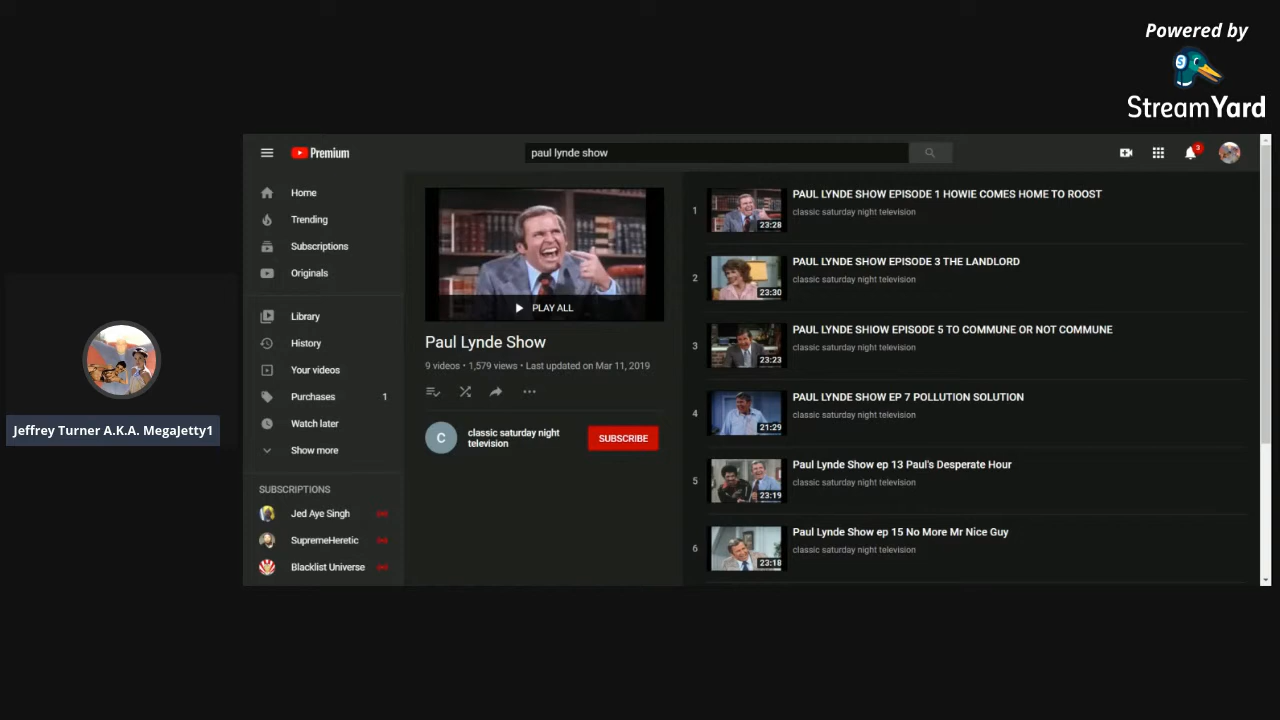 Powered by
StreamYard
Premium
paul lynde show
3
Home
Trending
Subscriptions
Originals
Library
History
Your videos
Purchases 1
Watch later
Show more
SUBSCRIPTIONS
Jed Aye Singh
SupremeHeretic
Blacklist Universe
PLAY ALL
Paul Lynde Show
9 videos • 1,579 views • Last updated on Mar 11, 2019
C
classic saturday night
television
SUBSCRIBE
1
23:28
PAUL LYNDE SHOW EPISODE 1 HOWIE COMES HOME TO ROOST
classic saturday night television
2
23:30
PAUL LYNDE SHOW EPISODE 3 THE LANDLORD
classic saturday night television
3
23:23
PAUL LYNDE SHIOW EPISODE 5 TO COMMUNE OR NOT COMMUNE
classic saturday night television
4
21:29
PAUL LYNDE SHOW EP 7 POLLUTION SOLUTION
classic saturday night television
5
23:19
Paul Lynde Show ep 13 Paul's Desperate Hour
classic saturday night television
6
23:18
Paul Lynde Show ep 15 No More Mr Nice Guy
classic saturday night television
Jeffrey Turner A.K.A. MegaJetty1